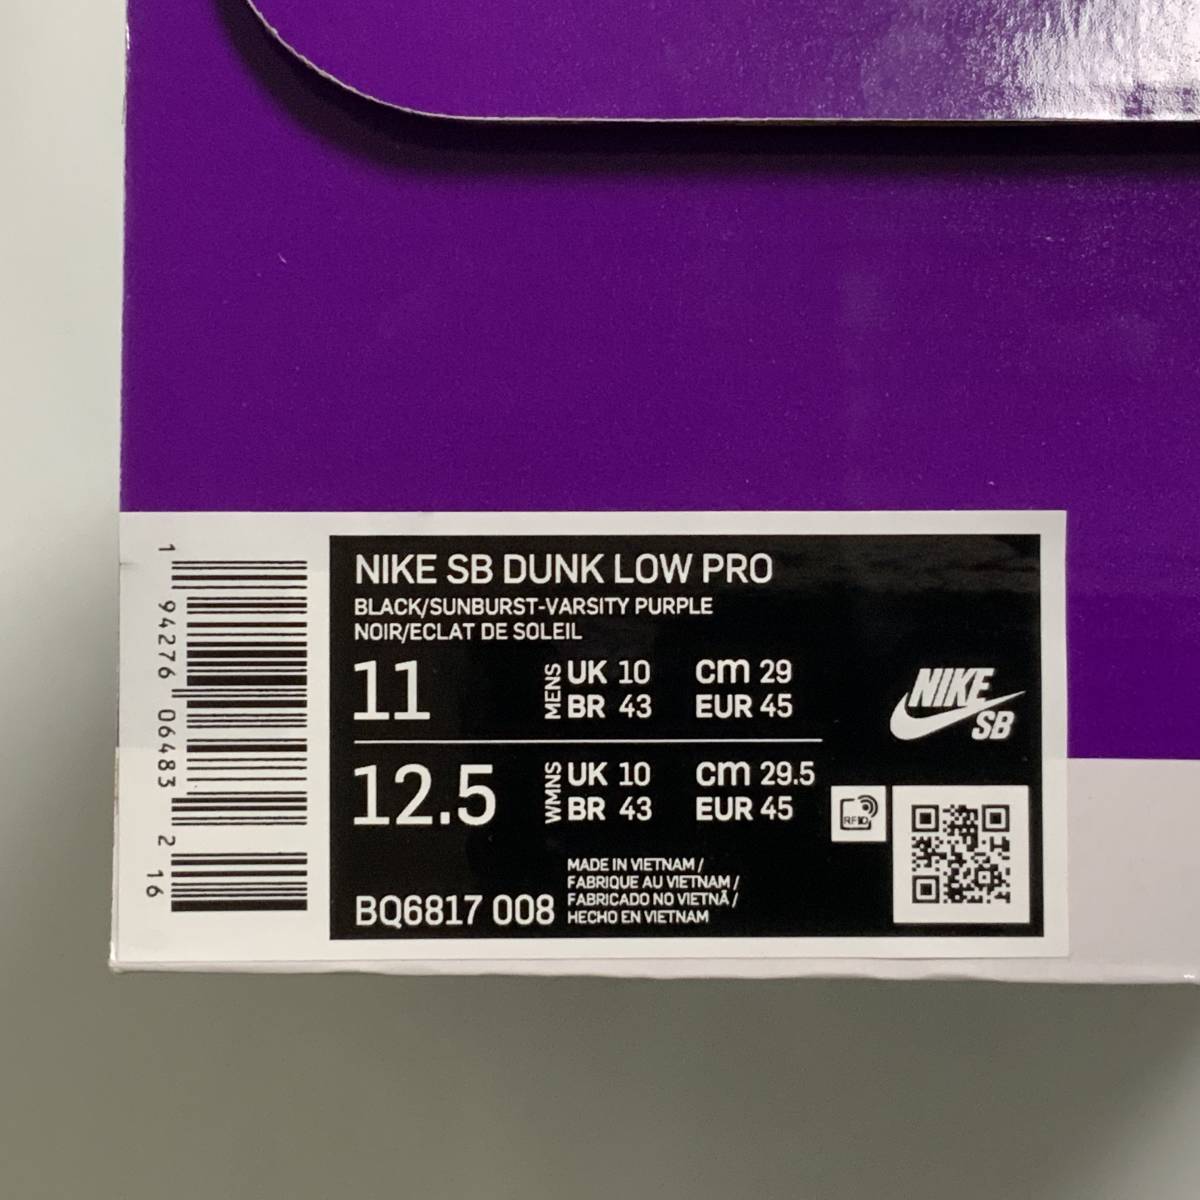 NIKE SB DUNK LOW PRO
BLACK/SUNBURST-VARSITY PURPLE
NOIR/ECLAT DE SOLEIL
11 MENS UK 10 cm 29
BR 43 EUR 45
12.5 WMNS UK 10 cm 29.5
BR 43 EUR 45
NIKE
SB
RFID
BQ6817 008
MADE IN VIETNAM /
FABRIQUE AU VIETNAM /
FABRICADO NO VIETNÃ /
HECHO EN VIETNAM
1 94276 06483 2 16